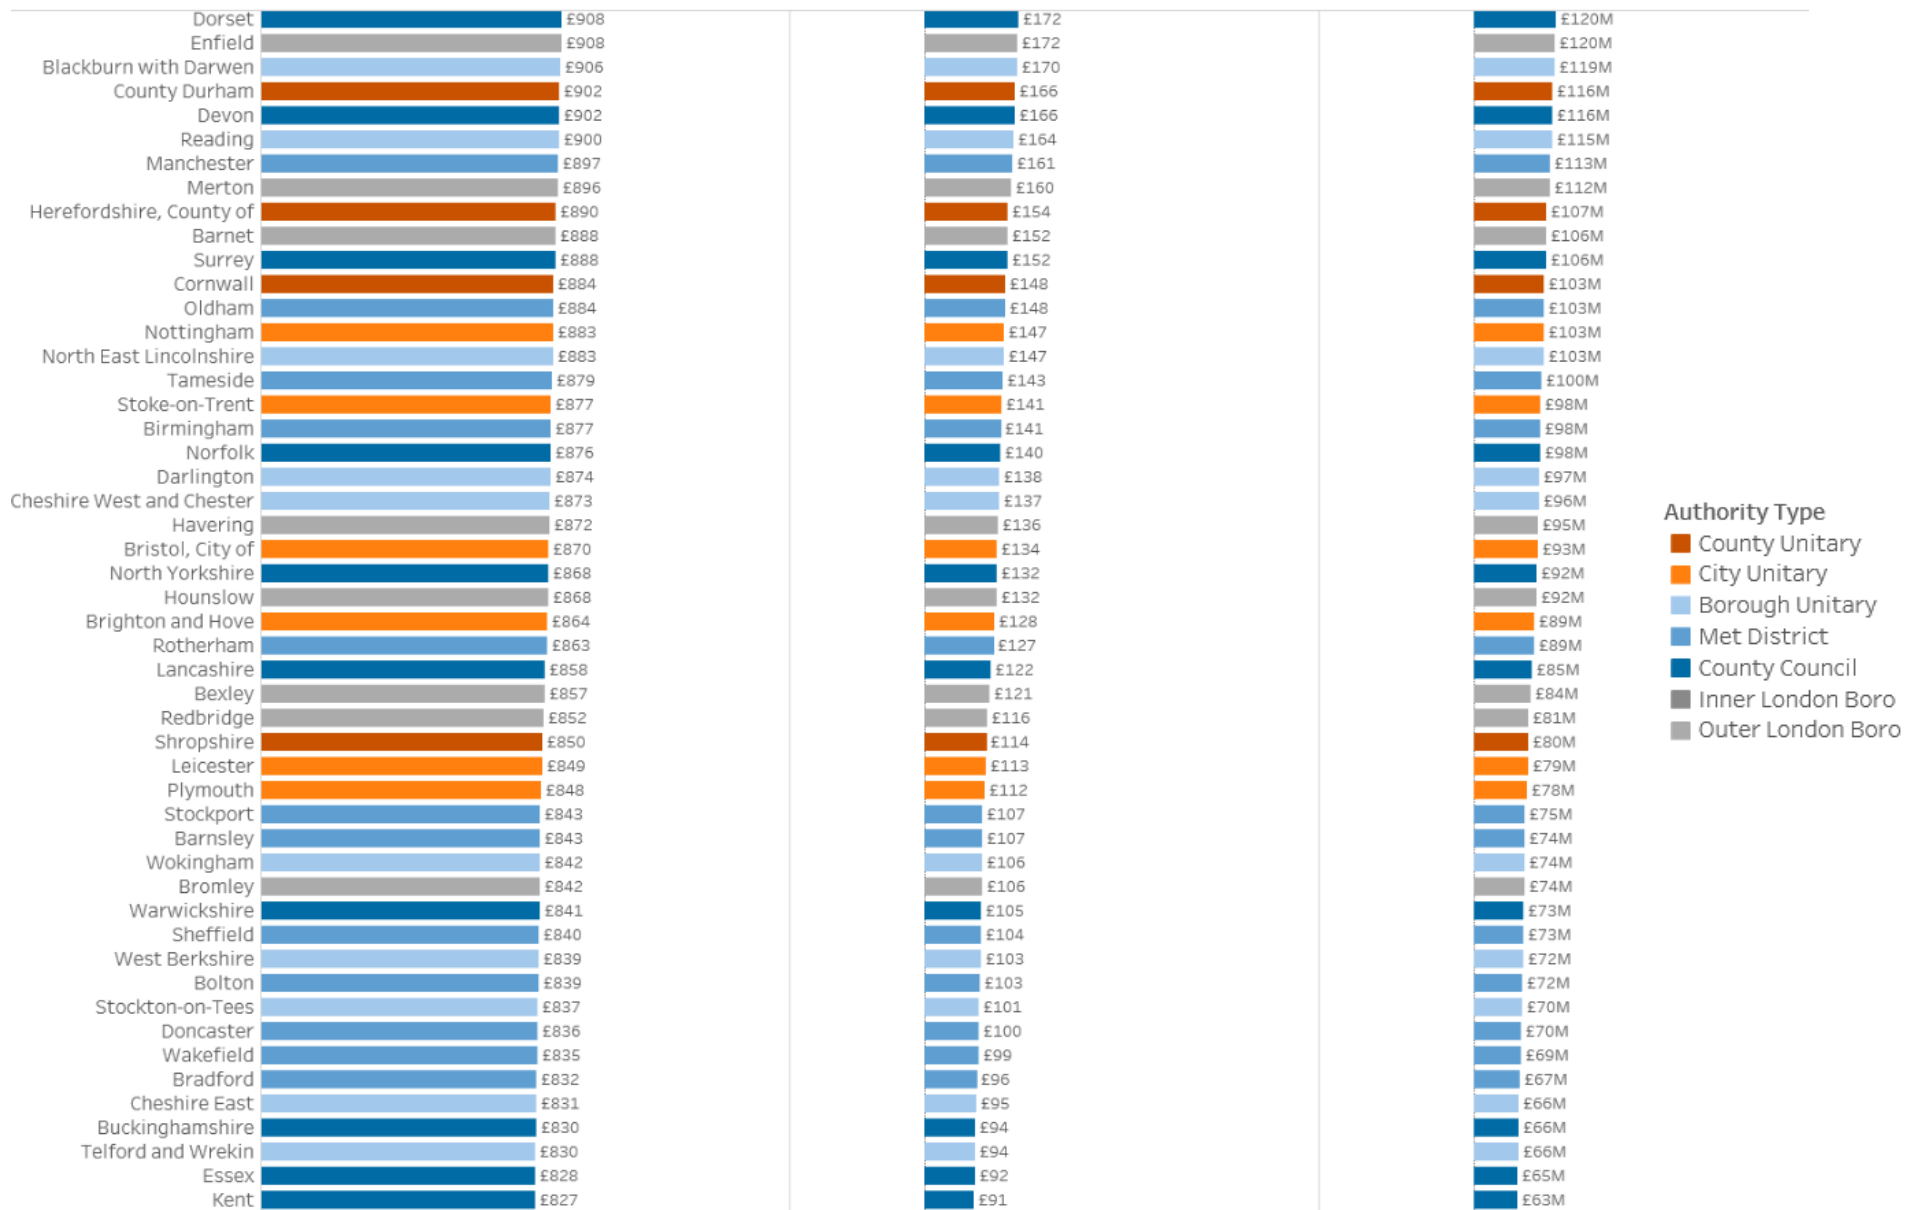 Dorset £908 £172 £120M
Enfield £908 £172 £120M
Blackburn with Darwen £906 £170 £119M
County Durham £902 £166 £116M
Devon £902 £166 £116M
Reading £900 £164 £115M
Manchester £897 £161 £113M
Merton £896 £160 £112M
Herefordshire, County of £890 £154 £107M
Barnet £888 £152 £106M
Surrey £888 £152 £106M
Cornwall £884 £148 £103M
Oldham £884 £148 £103M
Nottingham £883 £147 £103M
North East Lincolnshire £883 £147 £103M
Tameside £879 £143 £100M
Stoke-on-Trent £877 £141 £98M
Birmingham £877 £141 £98M
Norfolk £876 £140 £98M
Darlington £874 £138 £97M
Cheshire West and Chester £873 £137 £96M
Havering £872 £136 £95M
Bristol, City of £870 £134 £93M
North Yorkshire £868 £132 £92M
Hounslow £868 £132 £92M
Brighton and Hove £864 £128 £89M
Rotherham £863 £127 £89M
Lancashire £858 £122 £85M
Bexley £857 £121 £84M
Redbridge £852 £116 £81M
Shropshire £850 £114 £80M
Leicester £849 £113 £79M
Plymouth £848 £112 £78M
Stockport £843 £107 £75M
Barnsley £843 £107 £74M
Wokingham £842 £106 £74M
Bromley £842 £106 £74M
Warwickshire £841 £105 £73M
Sheffield £840 £104 £73M
West Berkshire £839 £103 £72M
Bolton £839 £103 £72M
Stockton-on-Tees £837 £101 £70M
Doncaster £836 £100 £70M
Wakefield £835 £99 £69M
Bradford £832 £96 £67M
Cheshire East £831 £95 £66M
Buckinghamshire £830 £94 £66M
Telford and Wrekin £830 £94 £66M
Essex £828 £92 £65M
Kent £827 £91 £63M
Authority Type
County Unitary
City Unitary
Borough Unitary
Met District
County Council
Inner London Boro
Outer London Boro